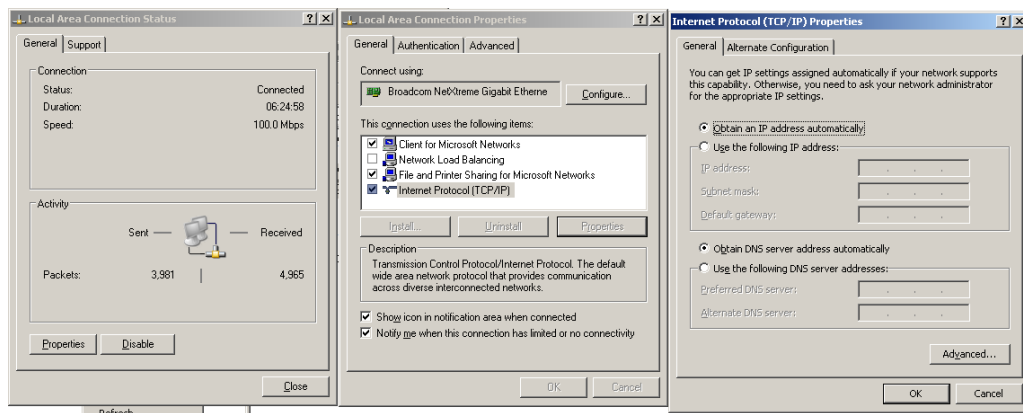 Local Area Connection Status
General
Support
Connection
Status: Connected
Duration: 06:24:58
Speed: 100.0 Mbps
Activity
Sent — — Received
Packets: 3,981 | 4,965
Properties
Disable
Close
Refresh
Local Area Connection Properties
General
Authentication
Advanced
Connect using:
Broadcom NetXtreme Gigabit Etherne
Configure...
This connection uses the following items:
Client for Microsoft Networks
Network Load Balancing
File and Printer Sharing for Microsoft Networks
Internet Protocol (TCP/IP)
Install...
Uninstall
Properties
Description
Transmission Control Protocol/Internet Protocol. The default
wide area network protocol that provides communication
across diverse interconnected networks.
Show icon in notification area when connected
Notify me when this connection has limited or no connectivity
OK
Cancel
Internet Protocol (TCP/IP) Properties
General
Alternate Configuration
You can get IP settings assigned automatically if your network supports
this capability. Otherwise, you need to ask your network administrator
for the appropriate IP settings.
Obtain an IP address automatically
Use the following IP address:
IP address:
Subnet mask:
Default gateway:
Obtain DNS server address automatically
Use the following DNS server addresses:
Preferred DNS server:
Alternate DNS server:
Advanced...
OK
Cancel